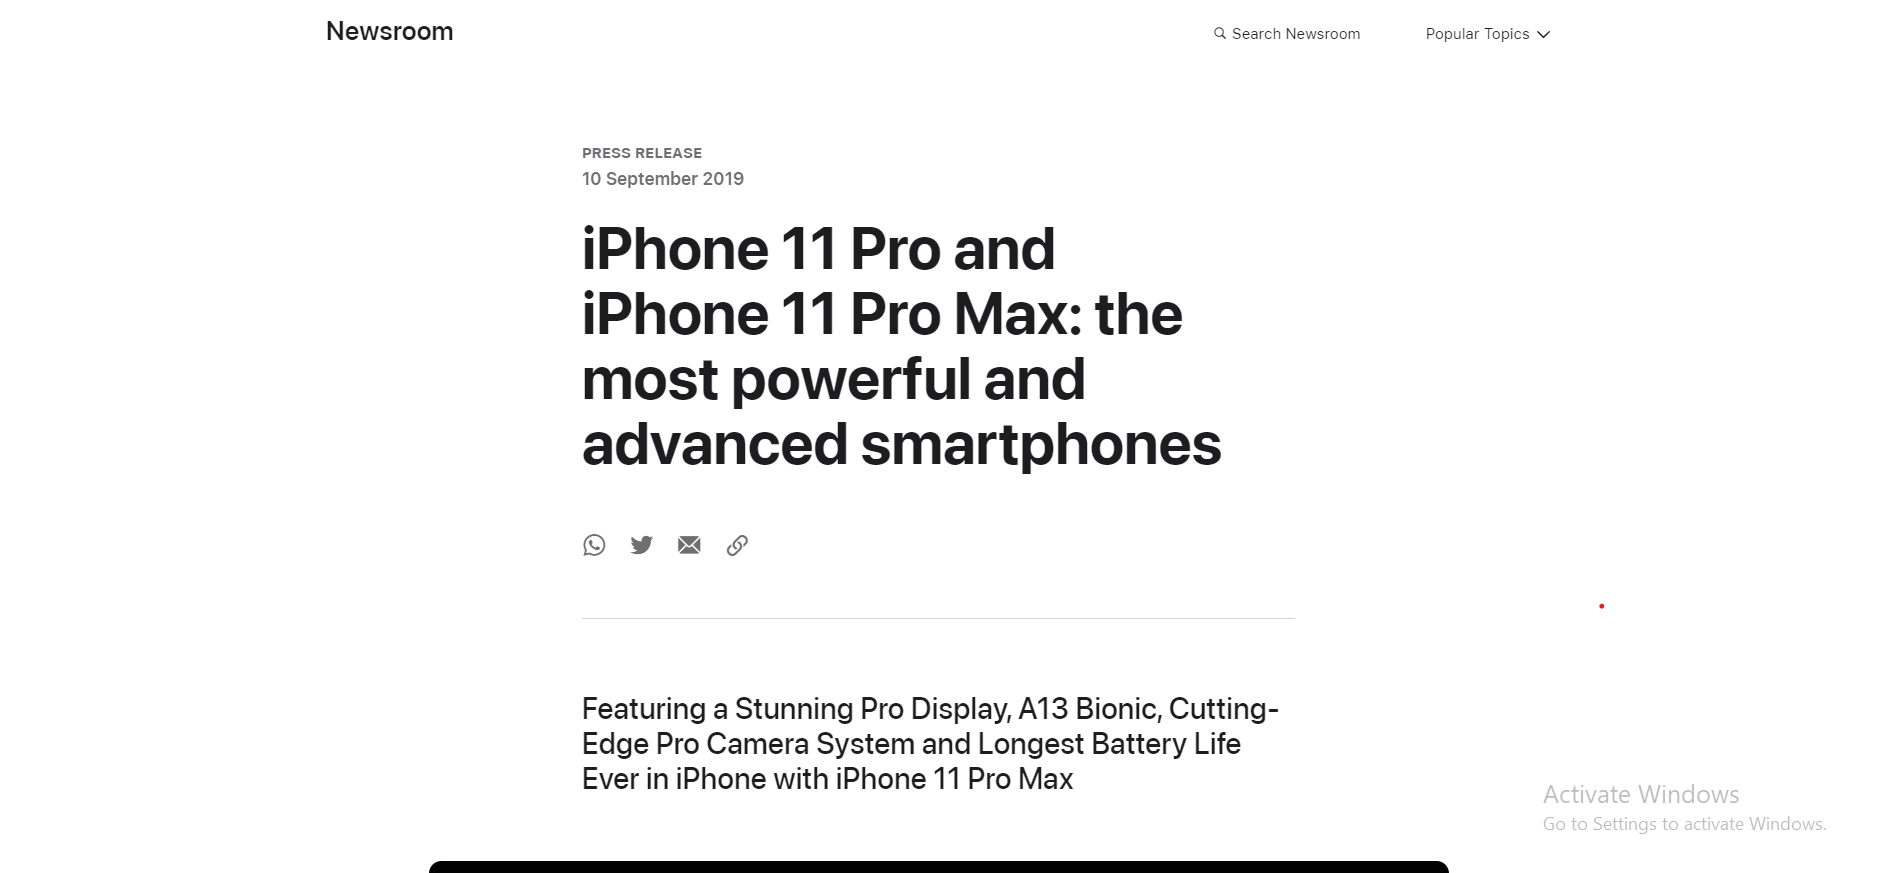 Newsroom
Search Newsroom
Popular Topics
PRESS RELEASE
10 September 2019
iPhone 11 Pro and
iPhone 11 Pro Max: the
most powerful and
advanced smartphones
Featuring a Stunning Pro Display, A13 Bionic, Cutting-
Edge Pro Camera System and Longest Battery Life
Ever in iPhone with iPhone 11 Pro Max
Activate Windows
Go to Settings to activate Windows.